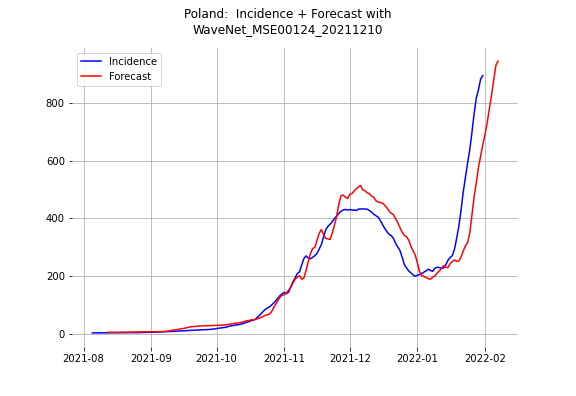 Poland:  Incidence + Forecast with
WaveNet_MSE00124_20211210
Incidence
Forecast
800
600
400
200
0
2021-08 2021-09 2021-10 2021-11 2021-12 2022-01 2022-02